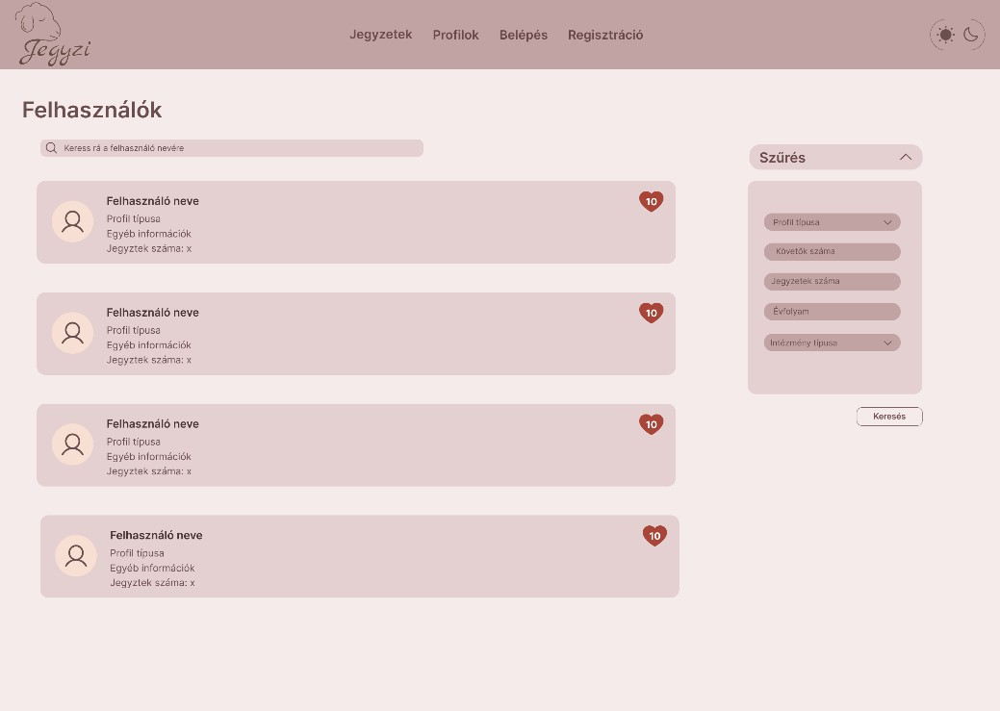 Jegyzi
Jegyzetek Profilok Belépés Regisztráció
Felhasználók
Keress rá a felhasználó nevére
Felhasználó neve
Profil típusa
Egyéb információk
Jegyztek száma: x
10
Felhasználó neve
Profil típusa
Egyéb információk
Jegyztek száma: x
10
Felhasználó neve
Profil típusa
Egyéb információk
Jegyztek száma: x
10
Felhasználó neve
Profil típusa
Egyéb információk
Jegyztek száma: x
10
Szűrés
Profil típusa
Követők száma
Jegyzetek száma
Évfolyam
Intézmény típusa
Keresés